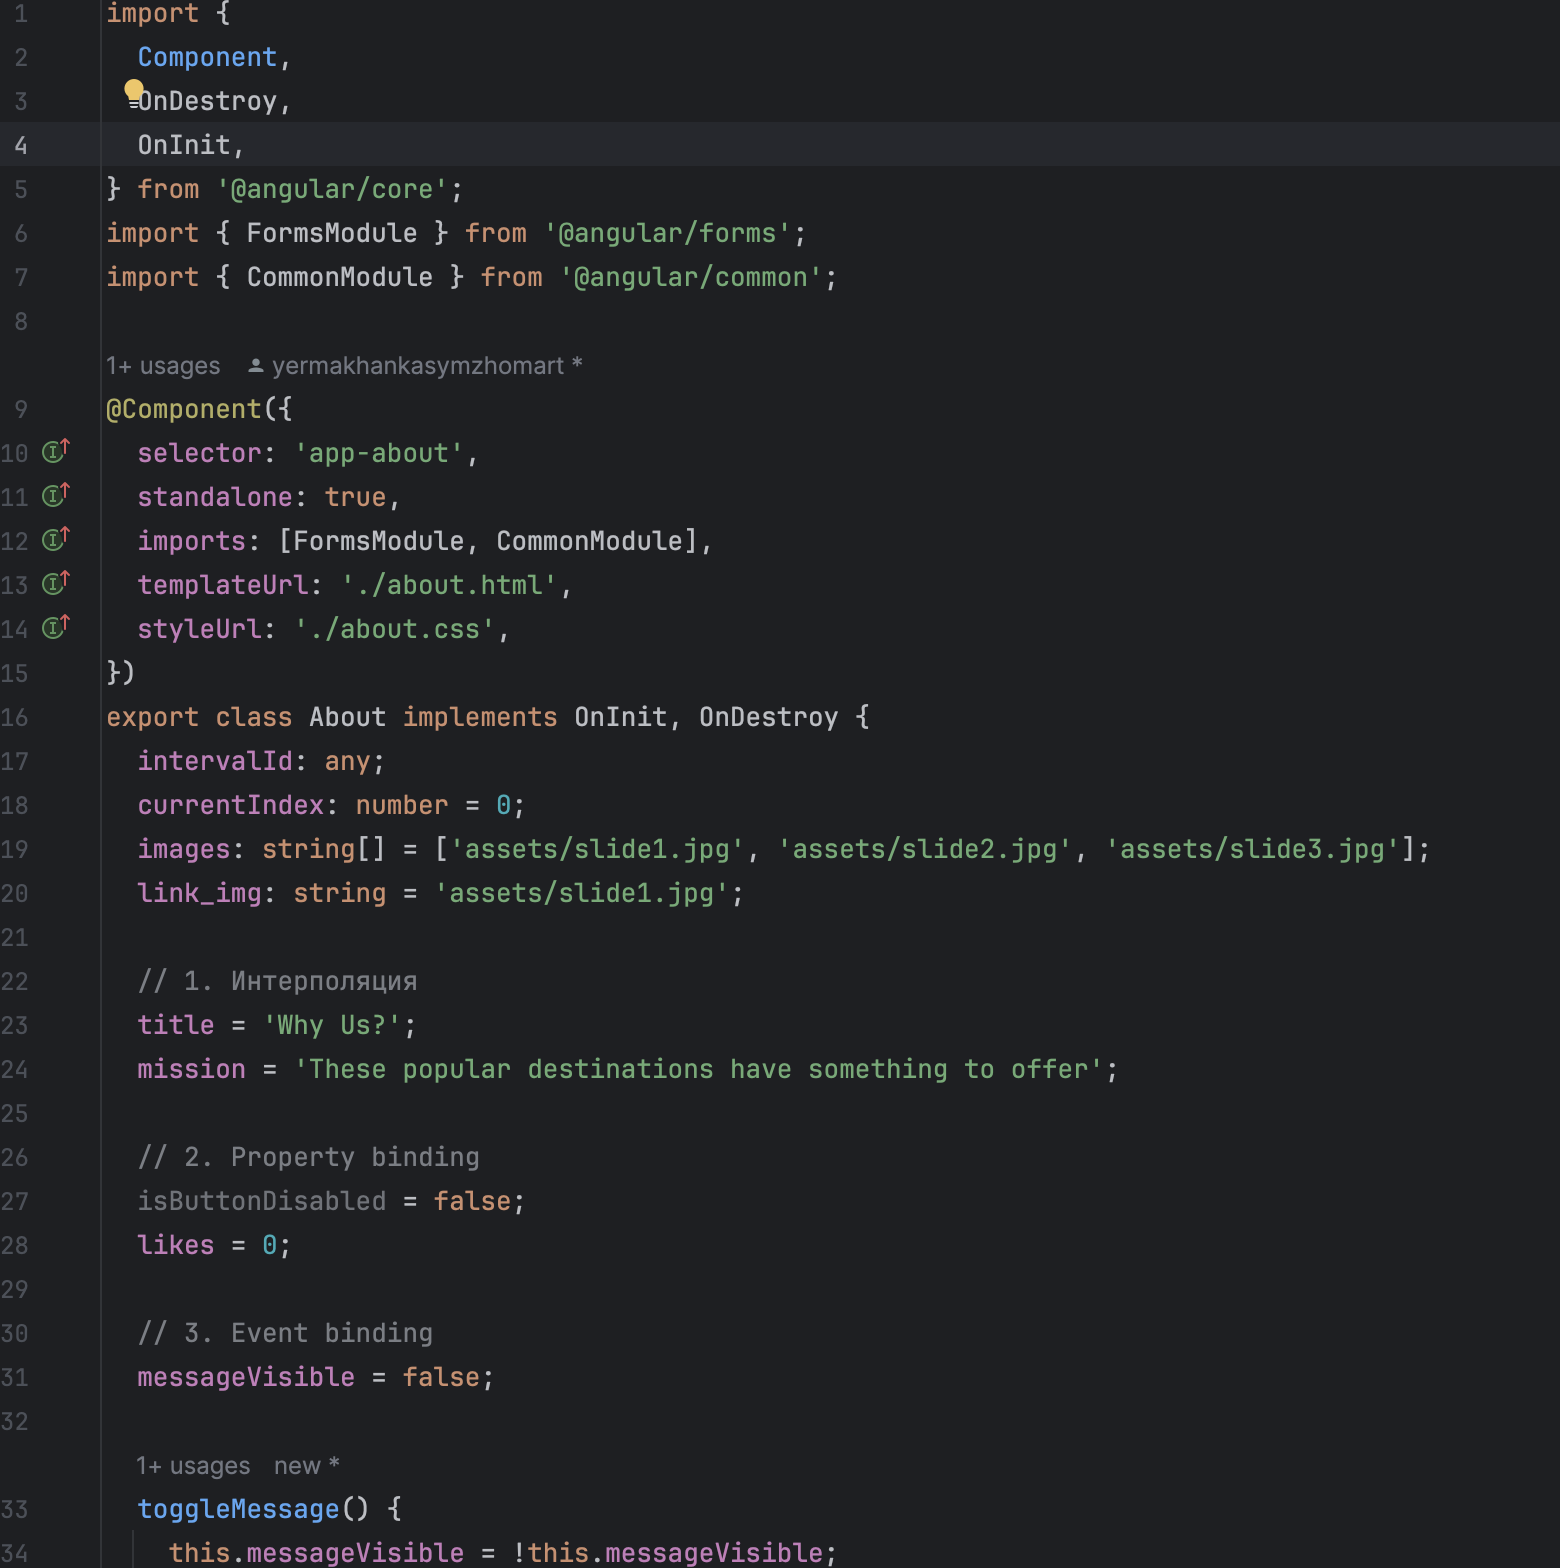 1 import {
2 Component,
3 OnDestroy,
4 OnInit,
5 } from '@angular/core';
6 import { FormsModule } from '@angular/forms';
7 import { CommonModule } from '@angular/common';
8
1+ usages yermakhankasymzhomart *
9 @Component({
10 selector: 'app-about',
11 standalone: true,
12 imports: [FormsModule, CommonModule],
13 templateUrl: './about.html',
14 styleUrl: './about.css',
15 })
16 export class About implements OnInit, OnDestroy {
17 intervalId: any;
18 currentIndex: number = 0;
19 images: string[] = ['assets/slide1.jpg', 'assets/slide2.jpg', 'assets/slide3.jpg'];
20 link_img: string = 'assets/slide1.jpg';
21
22 // 1. Интерполяция
23 title = 'Why Us?';
24 mission = 'These popular destinations have something to offer';
25
26 // 2. Property binding
27 isButtonDisabled = false;
28 likes = 0;
29
30 // 3. Event binding
31 messageVisible = false;
32
1+ usages new *
33 toggleMessage() {
34 this.messageVisible = !this.messageVisible;